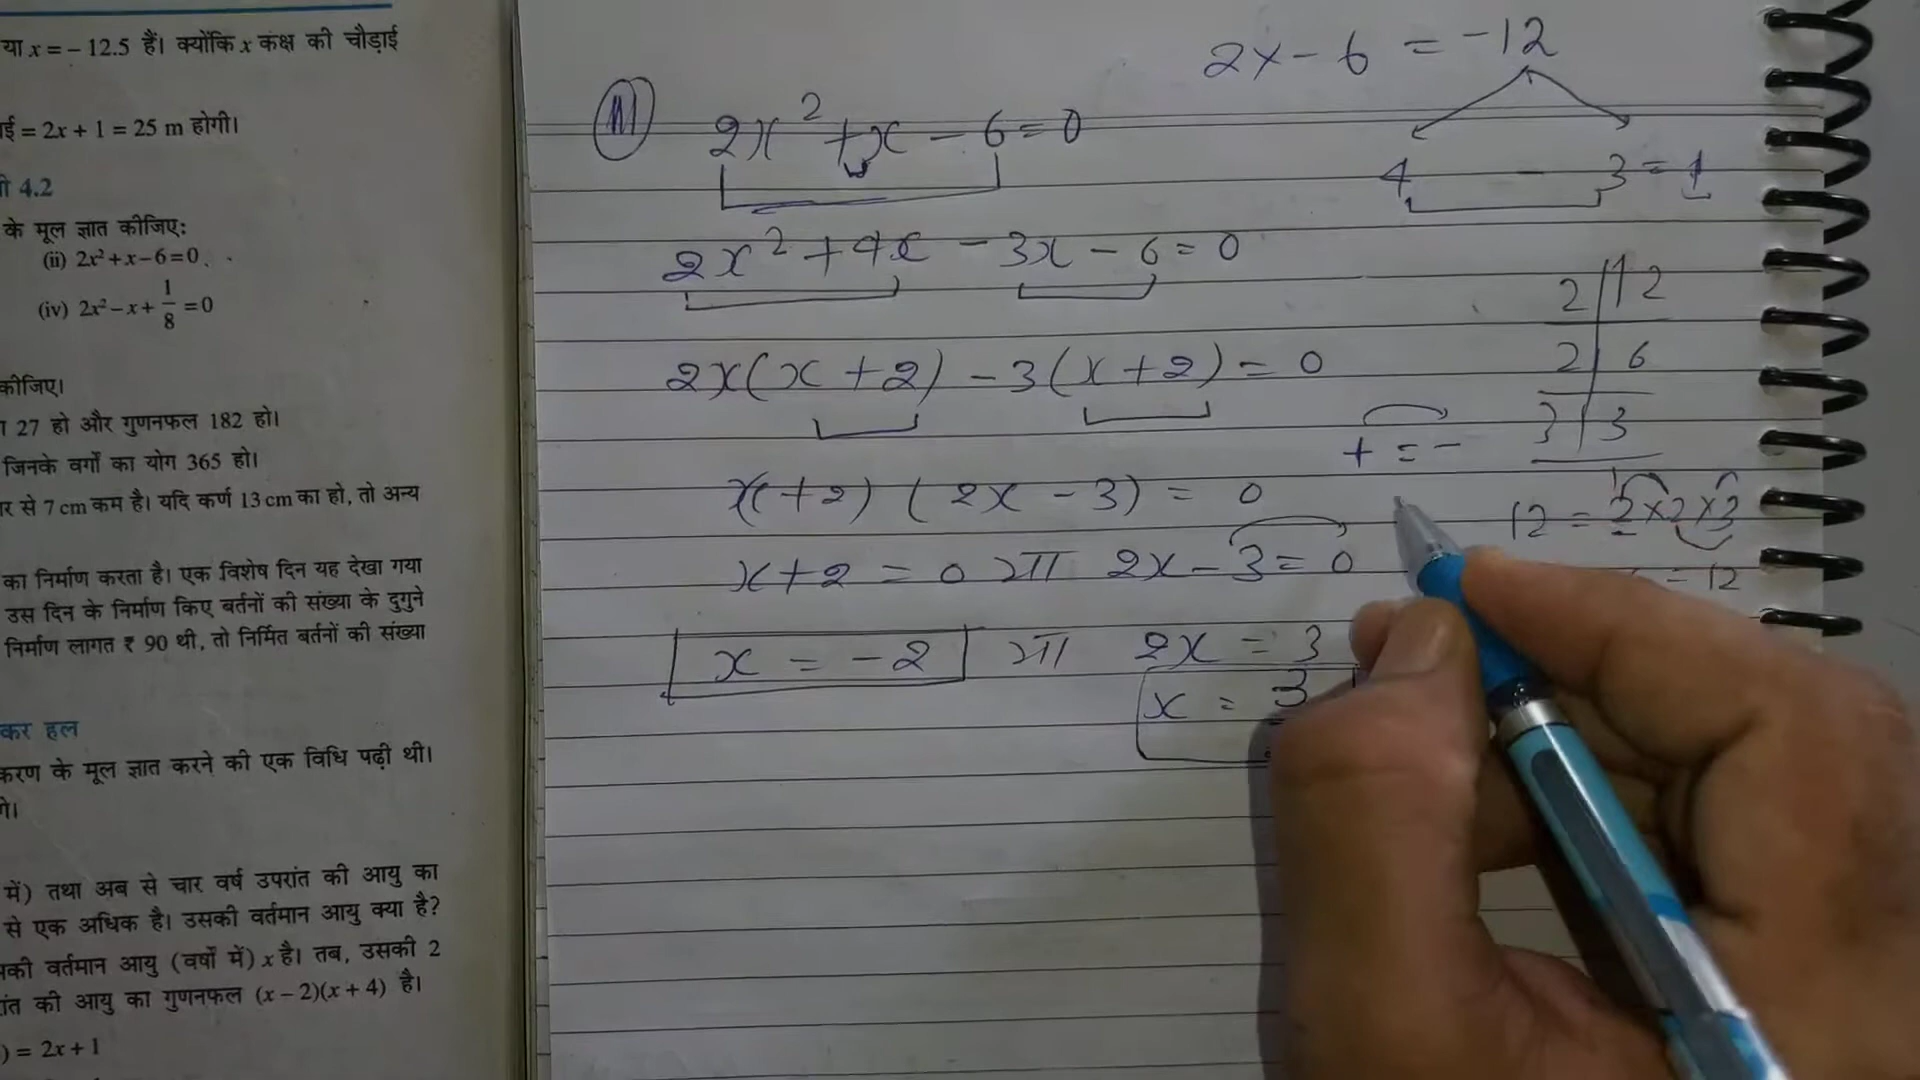 या x = – 12.5 हैं। क्योंकि x कक्ष की चौड़ाई
ई = 2x + 1 = 25 m होगी।
4.2
के मूल ज्ञात कीजिए:
(ii) 2x²+x–6=0
(iv) 2x²–x+1/8=0
कीजिए।
27 हो और गुणनफल 182 हो।
जिनके वर्गों का योग 365 हो।
र से 7 cm कम है। यदि कर्ण 13 cm का हो, तो अन्य
का निर्माण करता है। एक विशेष दिन यह देखा गया
उस दिन के निर्माण किए बर्तनों की संख्या के दुगुने
निर्माण लागत ₹ 90 थी, तो निर्मित बर्तनों की संख्या
कर हल
करण के मूल ज्ञात करने की एक विधि पढ़ी थी।
गे।
में) तथा अब से चार वर्ष उपरांत की आयु का
से एक अधिक है। उसकी वर्तमान आयु क्या है?
वर्तमान आयु (वर्षों में) x है। तब, उसकी 2
की आयु का गुणनफल (x – 2)(x + 4) है।
) = 2x + 1
2x² + x – 6 = 0
2x² + 4x – 3x – 6 = 0
2x(x + 2) – 3(x + 2) = 0
(x+2) (2x – 3) = 0
x+2 = 0 या 2x – 3 = 0
x = –2 या 2x = 3
x = 3
2x – 6 = –12
4 – 3 = 1
2 | 12
2 | 6
3 | 3
+ = –
12 = 2×2×3
= 12